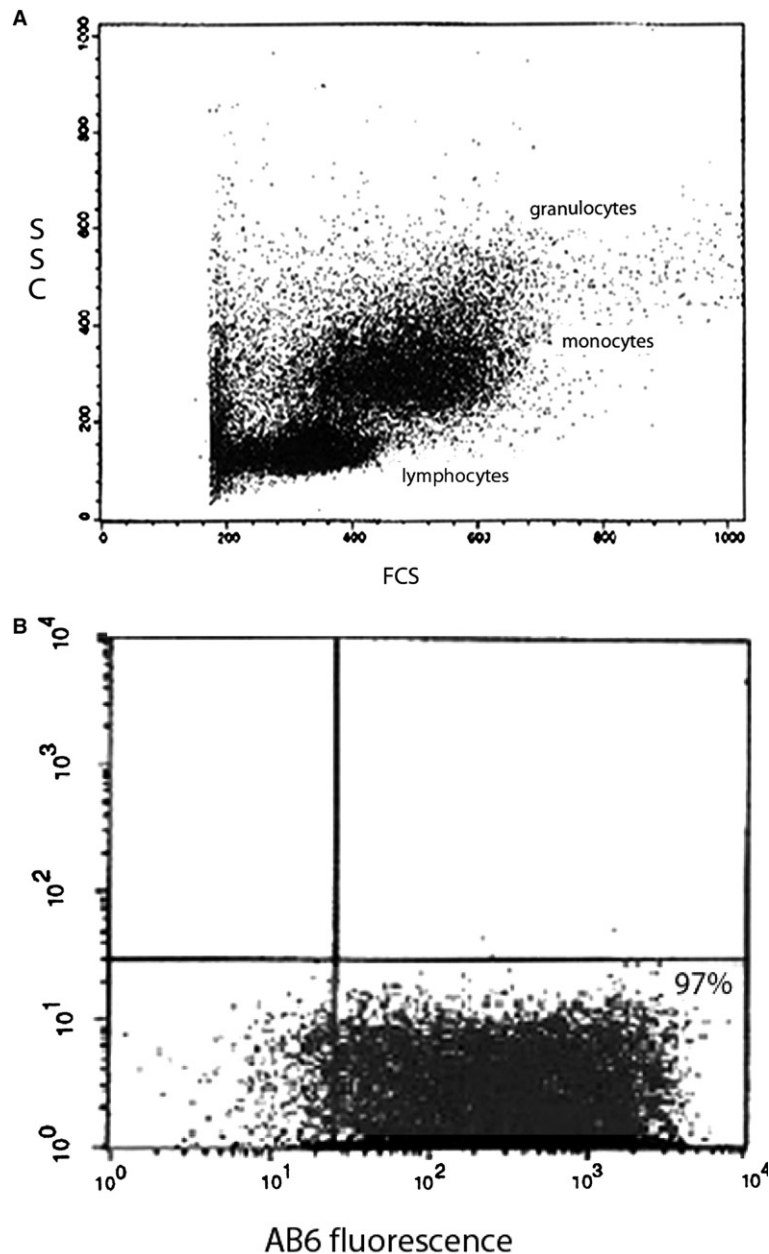 A
1000
800
600
400
200
0
SSC
granulocytes
monocytes
lymphocytes
0 200 400 600 800 1000
FCS
B
10^4
10^3
10^2
10^1
10^0
97%
10^0 10^1 10^2 10^3 10^4
AB6 fluorescence